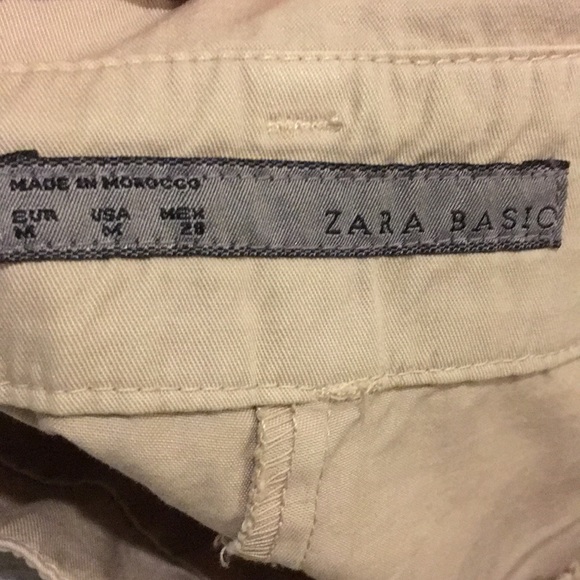 MADE IN MOROCCO
EUR USA MEX
M M 28
ZARA BASIC